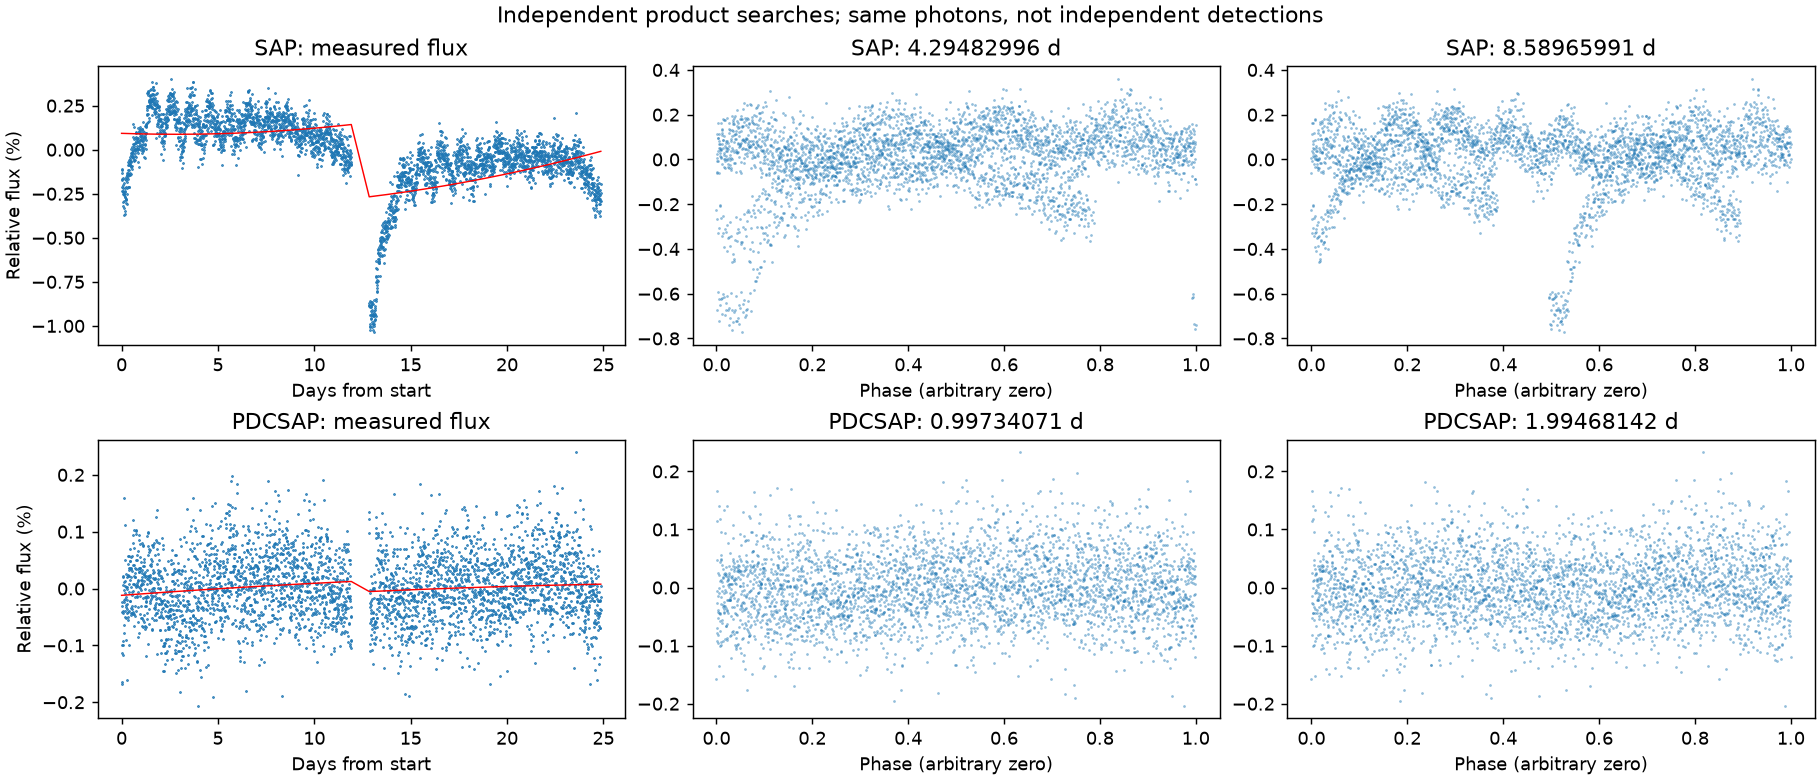 Independent product searches; same photons, not independent detections
SAP: measured flux
SAP: 4.29482996 d
SAP: 8.58965991 d
Relative flux (%)
0.25
0.00
−0.25
−0.50
−0.75
−1.00
0 5 10 15 20 25
Days from start
0.4
0.2
0.0
−0.2
−0.4
−0.6
−0.8
0.0 0.2 0.4 0.6 0.8 1.0
Phase (arbitrary zero)
0.4
0.2
0.0
−0.2
−0.4
−0.6
−0.8
0.0 0.2 0.4 0.6 0.8 1.0
Phase (arbitrary zero)
PDCSAP: measured flux
PDCSAP: 0.99734071 d
PDCSAP: 1.99468142 d
Relative flux (%)
0.2
0.1
0.0
−0.1
−0.2
0 5 10 15 20 25
Days from start
0.2
0.1
0.0
−0.1
−0.2
0.0 0.2 0.4 0.6 0.8 1.0
Phase (arbitrary zero)
0.2
0.1
0.0
−0.1
−0.2
0.0 0.2 0.4 0.6 0.8 1.0
Phase (arbitrary zero)